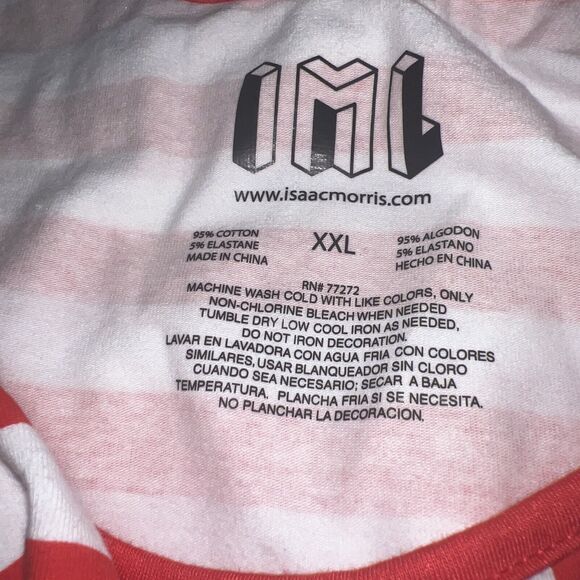 IML
www.isaacmorris.com
95% COTTON
5% ELASTANE
MADE IN CHINA
XXL
95% ALGODON
5% ELASTANO
HECHO EN CHINA
RN# 77272
MACHINE WASH COLD WITH LIKE COLORS, ONLY
NON-CHLORINE BLEACH WHEN NEEDED
TUMBLE DRY LOW COOL IRON AS NEEDED,
DO NOT IRON DECORATION.
LAVAR EN LAVADORA CON AGUA FRIA CON COLORES
SIMILARES, USAR BLANQUEADOR SIN CLORO
CUANDO SEA NECESARIO; SECAR A BAJA
TEMPERATURA. PLANCHA FRIA SI SE NECESITA.
NO PLANCHAR LA DECORACION.